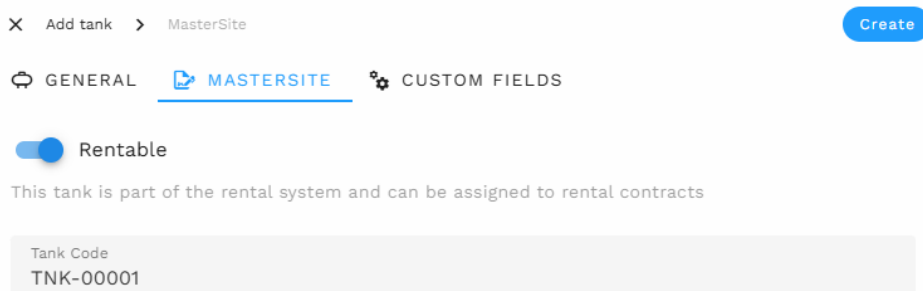 Add tank > MasterSite Create
GENERAL MASTERSITE CUSTOM FIELDS
Rentable
This tank is part of the rental system and can be assigned to rental contracts
Tank Code
TNK-00001